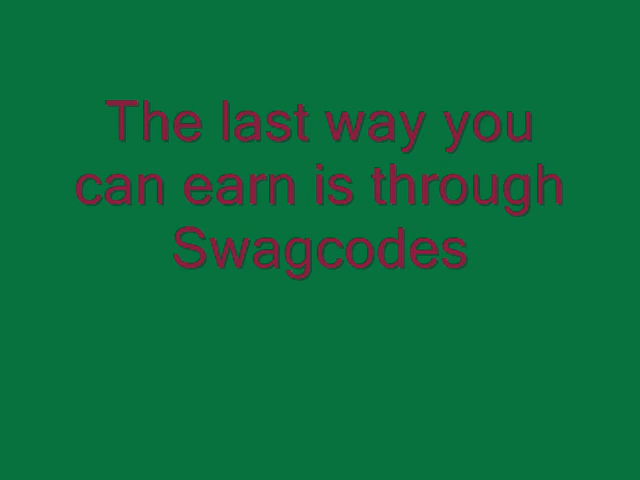 The last way you
can earn is through
Swagcodes